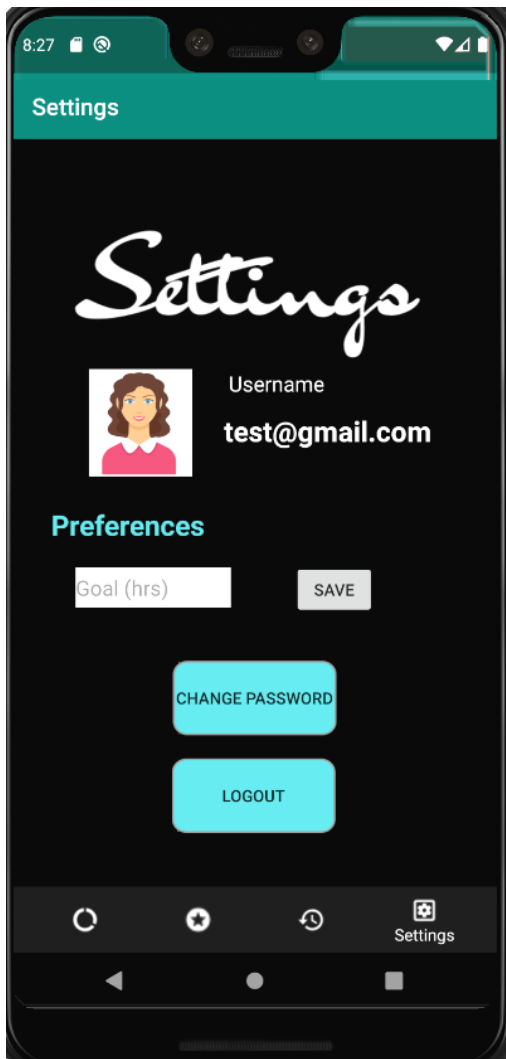 8:27
Settings
Settings
Username
test@gmail.com
Preferences
Goal (hrs)
SAVE
CHANGE PASSWORD
LOGOUT
Settings